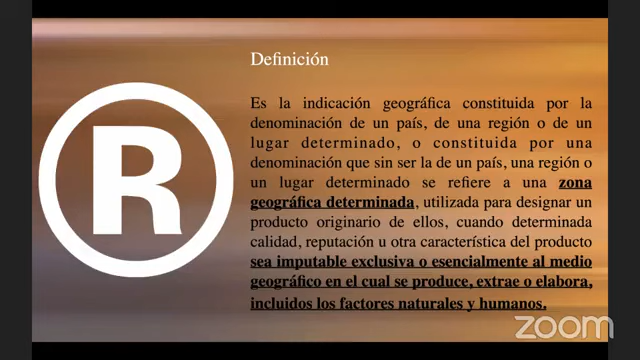 Definición
R
Es la indicación geográfica constituida por la
denominación de un país, de una región o de un
lugar determinado, o constituida por una
denominación que sin ser la de un país, una región o
un lugar determinado se refiere a una zona
geográfica determinada, utilizada para designar un
producto originario de ellos, cuando determinada
calidad, reputación u otra característica del producto
sea imputable exclusiva o esencialmente al medio
geográfico en el cual se produce, extrae o elabora,
incluidos los factores naturales y humanos.
zoom